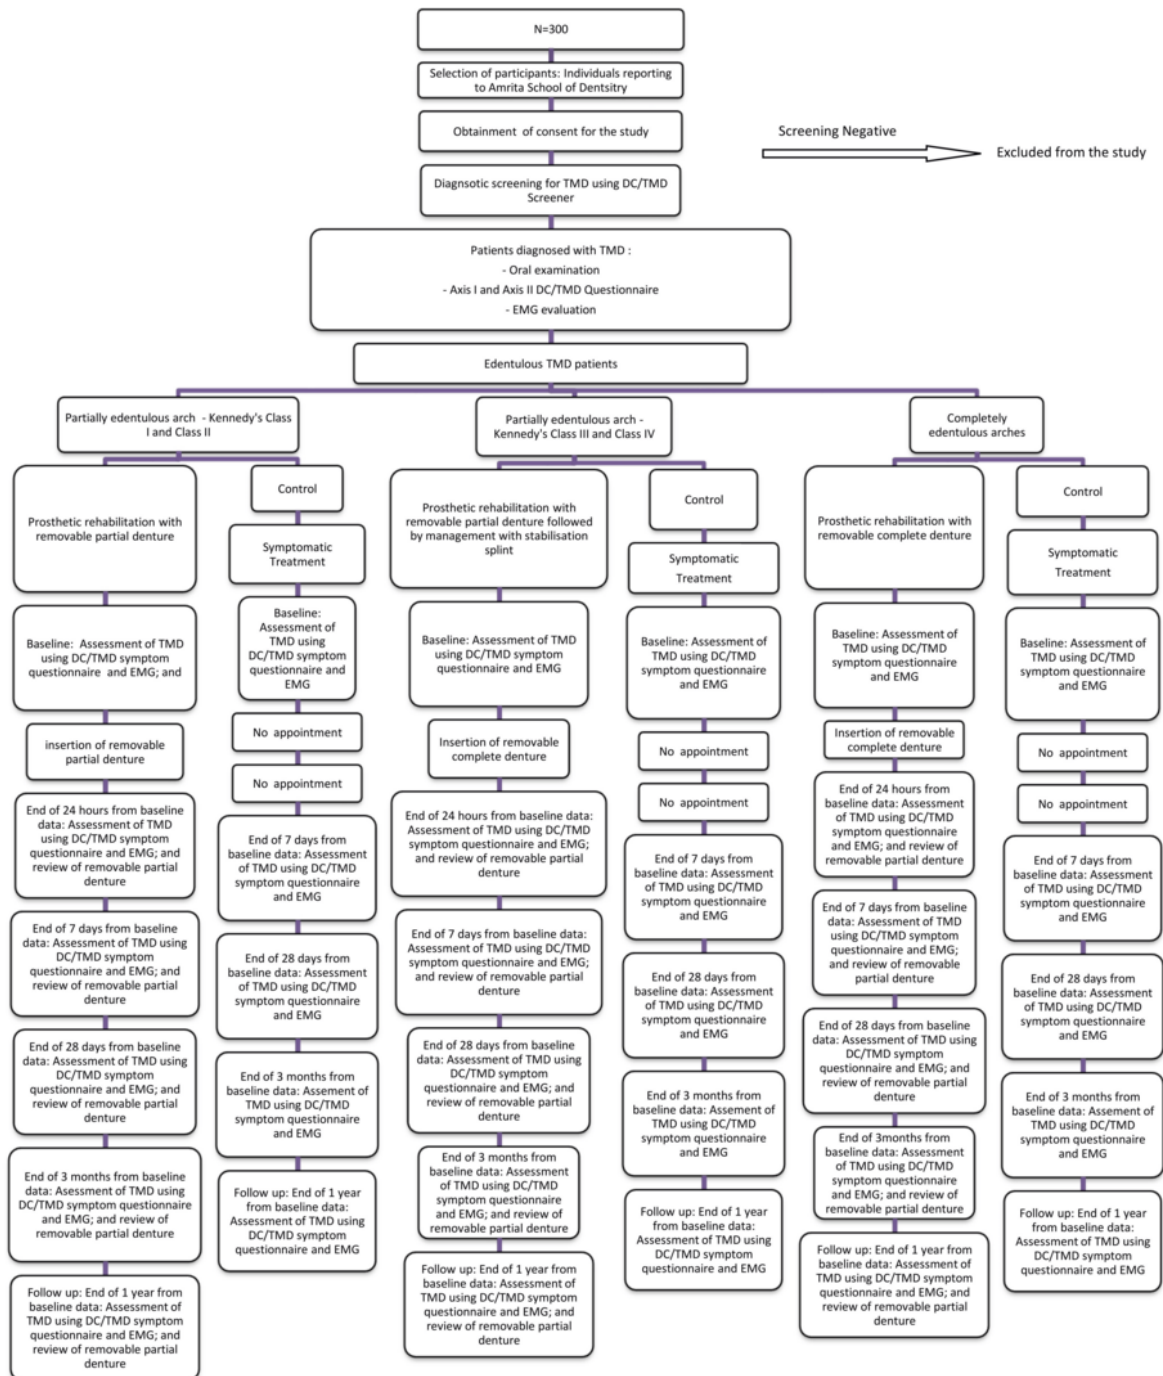 N=300
Selection of participants: Individuals reporting
to Amrita School of Dentsitry
Obtainment of consent for the study
Screening Negative
Excluded from the study
Diagnsotic screening for TMD using DC/TMD
Screener
Patients diagnosed with TMD :
- Oral examination
- Axis I and Axis II DC/TMD Questionnaire
- EMG evaluation
Edentulous TMD patients
Partially edentulous arch - Kennedy's Class
I and Class II
Prosthetic rehabilitation with
removable partial denture
Baseline: Assessment of TMD
using DC/TMD symptom
questionnaire and EMG; and
insertion of removable
partial denture
End of 24 hours from baseline
data: Assessment of TMD
using DC/TMD symptom
questionnaire and EMG; and
review of removable partial
denture
End of 7 days from baseline
data: Assessment of TMD using
DC/TMD symptom
questionnaire and EMG; and
review of removable partial
denture
End of 28 days from baseline
data: Assessment of TMD using
DC/TMD symptom
questionnaire and EMG; and
review of removable partial
denture
End of 3 months from baseline
data: Asessment of TMD using
DC/TMD symptom questionnaire
and EMG; and review of
removable partial denture
Follow up: End of 1 year from
baseline data: Assessment of
TMD using DC/TMD symptom
questionnaire and EMG; and
review of removable partial
denture
Control
Symptomatic
Treatment
Baseline:
Assessment of
TMD using
DC/TMD symptom
questionnaire and
EMG
No appointment
No appointment
End of 7 days from
baseline data: Assessment
of TMD using DC/TMD
symptom questionnaire
and EMG
End of 28 days from
baseline data: Assessment
of TMD using DC/TMD
symptom questionnaire
and EMG
End of 3 months from
baseline data: Assement of
TMD using DC/TMD
symptom questionnaire
and EMG
Follow up: End of 1 year
from baseline data:
Assessment of TMD using
DC/TMD symptom
questionnaire and EMG
Partially edentulous arch -
Kennedy's Class III and Class IV
Prosthetic rehabilitation with
removable partial denture followed
by management with stabilisation
splint
Baseline: Assessment of TMD
using DC/TMD symptom
questionnaire and EMG
Insertion of removable
complete denture
End of 24 hours from baseline data:
Assessment of TMD using DC/TMD
symptom questionnaire and EMG;
and review of removable partial
denture
End of 7 days from baseline data:
Assessment of TMD using DC/TMD
symptom questionnaire and EMG;
and review of removable partial
denture
End of 28 days from baseline
data: Assessment of TMD using
DC/TMD symptom
questionnaire and EMG; and
review of removable partial
denture
End of 3 months from
baseline data: Assessment
of TMD using DC/TMD
symptom questionnaire
and EMG; and review of
removable partial denture
Follow up: End of 1 year from
baseline data: Assessment of
TMD using DC/TMD symptom
questionnaire and EMG; and
review of removable partial
denture
Control
Symptomatic
Treatment
Baseline: Assessment of
TMD using DC/TMD
symptom questionnaire
and EMG
No appointment
No appointment
End of 7 days from
baseline data: Assessment
of TMD using DC/TMD
symptom questionnaire
and EMG
End of 28 days from
baseline data: Assessment
of TMD using DC/TMD
symptom questionnaire
and EMG
End of 3 months from
baseline data: Assement of
TMD using DC/TMD
symptom questionnaire
and EMG
Follow up: End of 1 year
from baseline data:
Assessment of TMD using
DC/TMD symptom
questionnaire and EMG
Completely
edentulous arches
Prosthetic rehabilitation with
removable complete denture
Baseline: Assessment of
TMD using DC/TMD
symptom questionnaire
and EMG
Insertion of removable
complete denture
End of 24 hours from
baseline data: Assessment
of TMD using DC/TMD
symptom questionnaire
and EMG; and review of
removable partial denture
End of 7 days from baseline
data: Assessment of TMD
using DC/TMD symptom
questionnaire and EMG;
and review of removable
partial denture
End of 28 days from baseline
data: Assessment of TMD using
DC/TMD symptom
questionnaire and EMG; and
review of removable partial
denture
End of 3months from
baseline data: Assessment
of TMD using DC/TMD
symptom questionnaire
and EMG; and review of
removable partial denture
Follow up: End of 1 year from
baseline data: Assessment of
TMD using DC/TMD symptom
questionnaire and EMG; and
review of removable partial
denture
Control
Symptomatic
Treatment
Baseline: Assessment of
TMD using DC/TMD
symptom questionnaire
and EMG
No appointment
No appointment
End of 7 days from
baseline data: Assessment
of TMD using DC/TMD
symptom questionnaire
and EMG
End of 28 days from
baseline data: Assessment
of TMD using DC/TMD
symptom questionnaire
and EMG
End of 3 months from
baseline data: Assement of
TMD using DC/TMD
symptom questionnaire
and EMG
Follow up: End of 1 year
from baseline data:
Assessment of TMD using
DC/TMD symptom
questionnaire and EMG